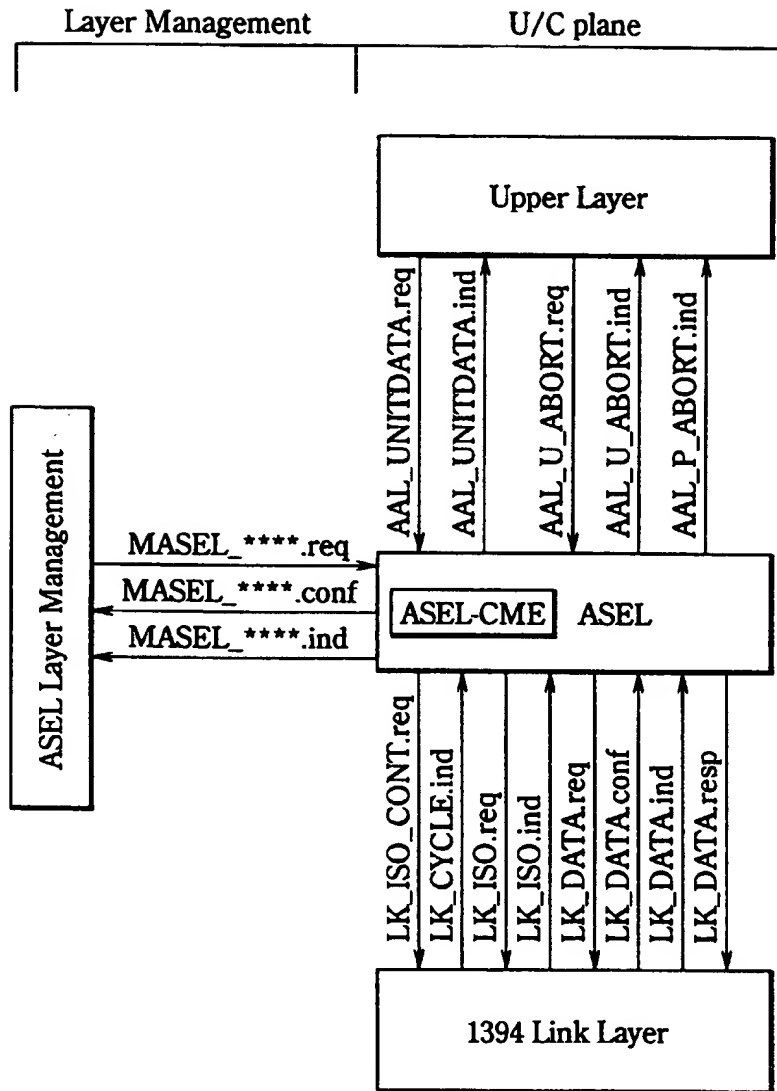 Layer Management
U/C plane
Upper Layer
AAL_UNITDATA.req
AAL_UNITDATA.ind
AAL_U_ABORT.req
AAL_U_ABORT.ind
AAL_P_ABORT.ind
ASEL Layer Management
MASEL_****.req
MASEL_****.conf
MASEL_****.ind
ASEL-CME
ASEL
LK_ISO_CONT.req
LK_CYCLE.ind
LK_ISO.req
LK_ISO.ind
LK_DATA.req
LK_DATA.conf
LK_DATA.ind
LK_DATA.resp
1394 Link Layer